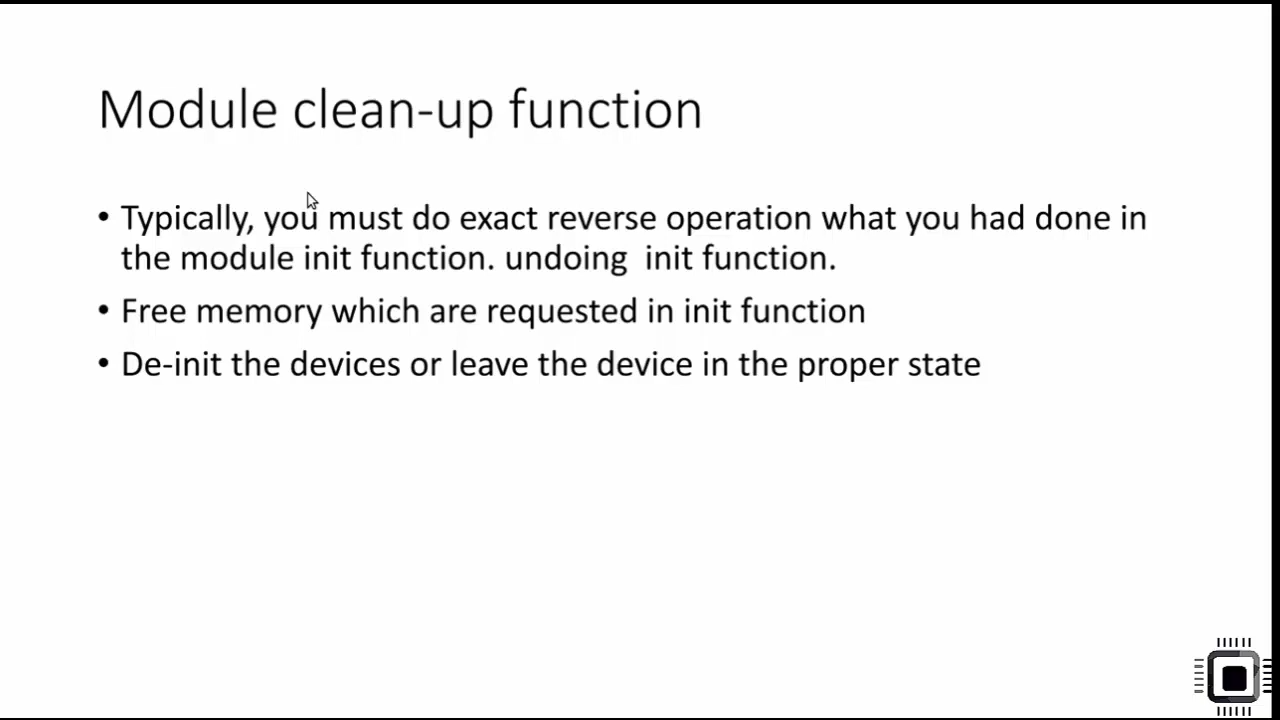 Module clean-up function
• Typically, you must do exact reverse operation what you had done in
the module init function. undoing  init function.
• Free memory which are requested in init function
• De-init the devices or leave the device in the proper state